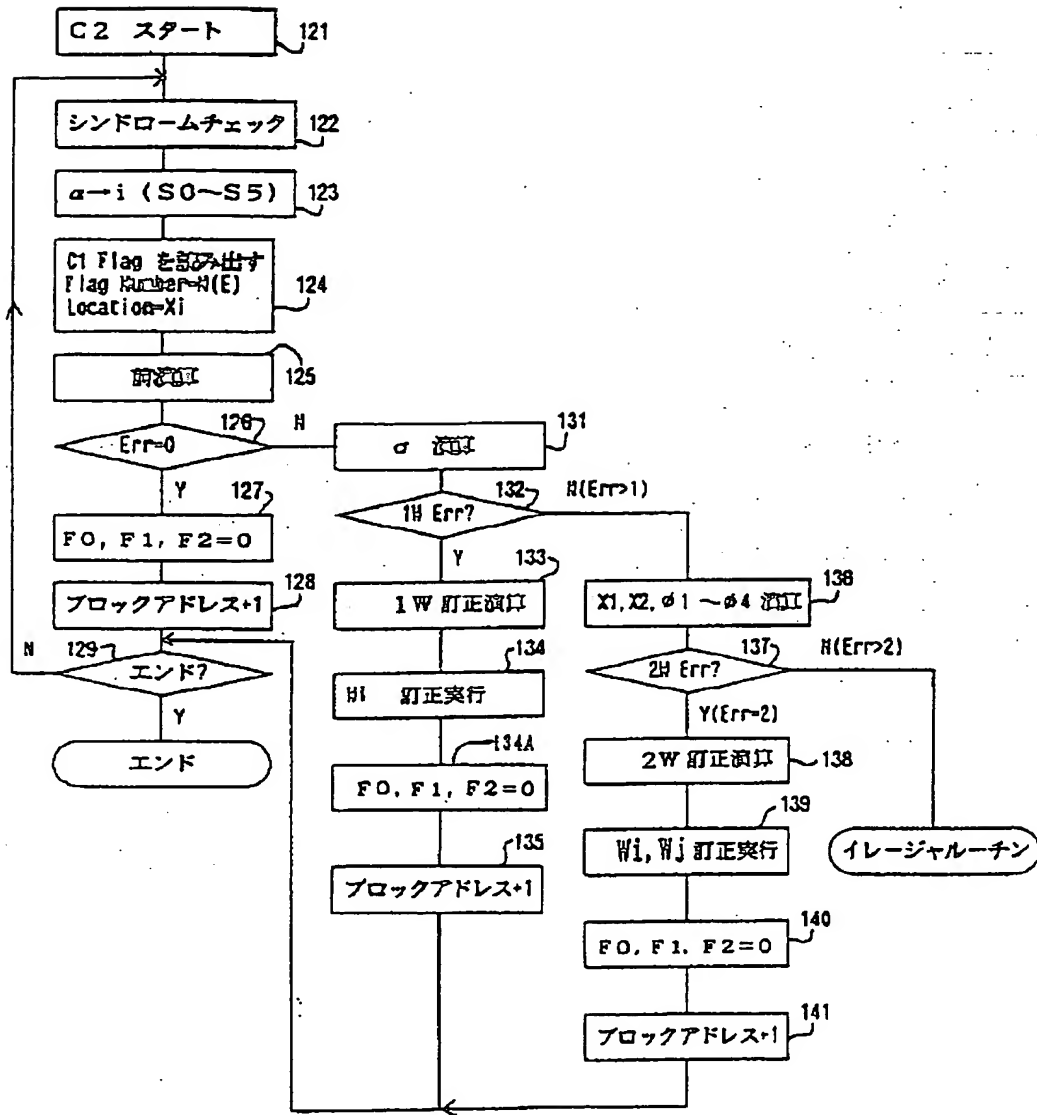 C2 スタート
121
シンドロームチェック
122
α→i (S0〜S5)
123
C1 Flag を読み出す
Flag Number=N(E)
Location=Xi
124
前演算
125
Err=0
126
N
Y
127
F0, F1, F2=0
ブロックアドレス+1
128
129
エンド?
N
Y
エンド
σ 演算
131
1W Err?
132
N(Err>1)
Y
133
1W 訂正演算
134
Wi 訂正実行
134A
F0, F1, F2=0
135
ブロックアドレス+1
X1,X2,φ1 〜φ4 演算
136
137
2W Err?
N(Err>2)
Y(Err=2)
2W 訂正演算
138
139
Wi, Wj 訂正実行
イレージャルーチン
140
F0, F1. F2=0
141
ブロックアドレス+1